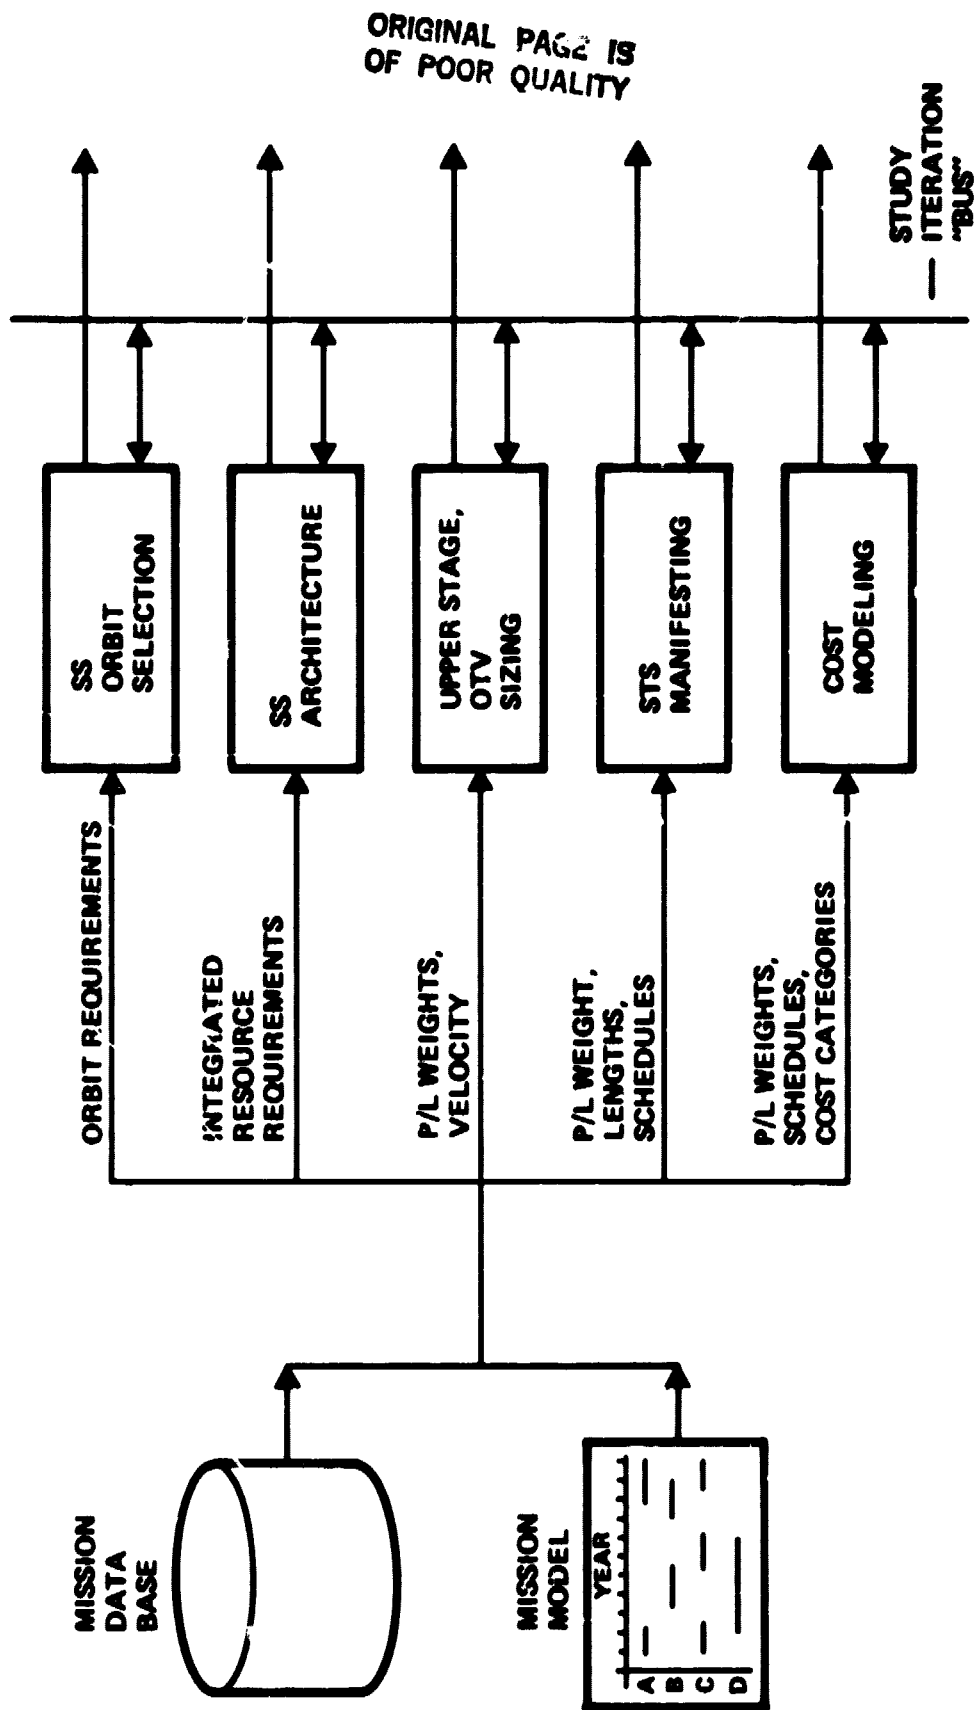 ORIGINAL PAGE IS
OF POOR QUALITY
MISSION
DATA
BASE
MISSION
MODEL
YEAR
A
B
C
D
ORBIT REQUIREMENTS
INTEGRATED
RESOURCE
REQUIREMENTS
P/L WEIGHTS,
VELOCITY
P/L WEIGHT,
LENGTHS,
SCHEDULES
P/L WEIGHTS,
SCHEDULES,
COST CATEGORIES
SS
ORBIT
SELECTION
SS
ARCHITECTURE
UPPER STAGE,
OTV
SIZING
STS
MANIFESTING
COST
MODELING
STUDY
— ITERATION
"BUS"